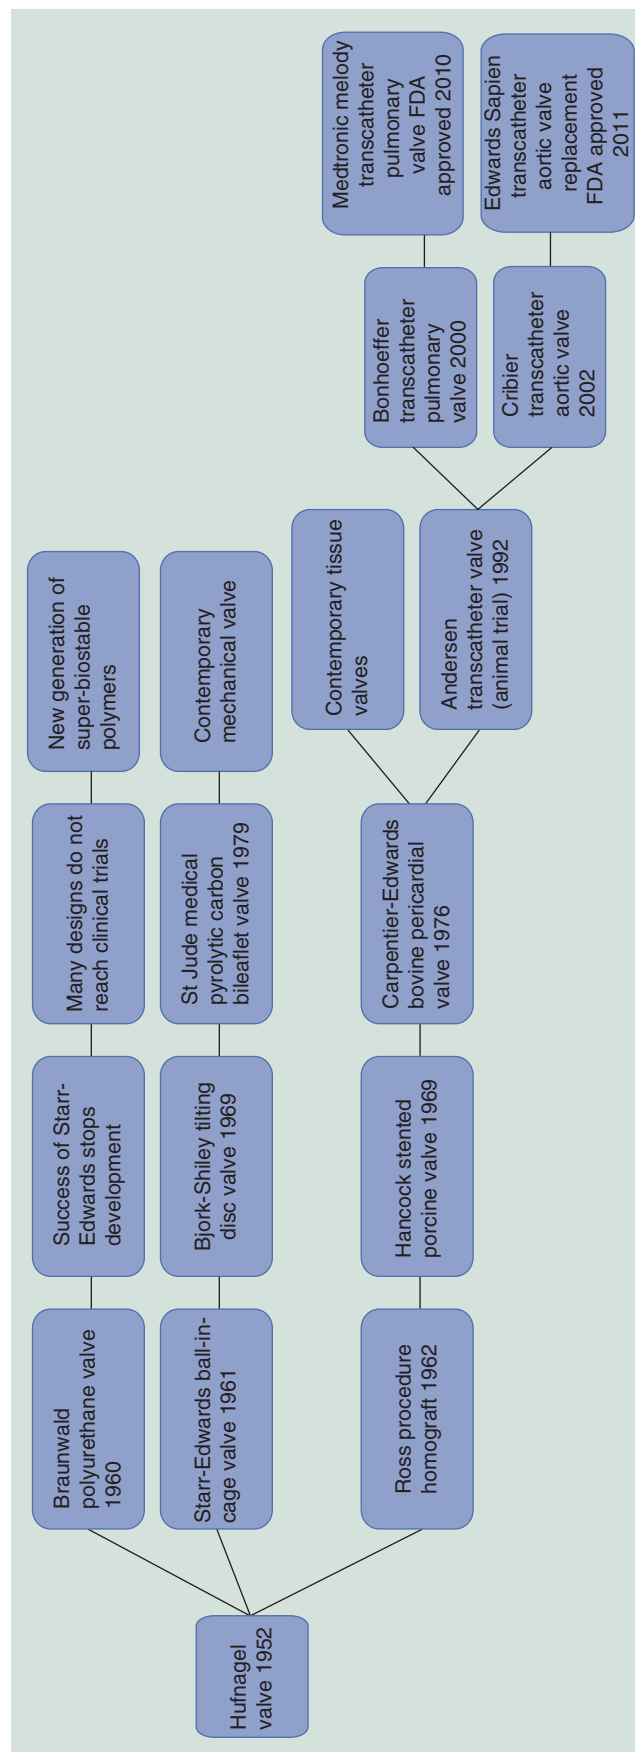 Hufnagel
valve 1952
Braunwald
polyurethane valve
1960
Success of Starr-
Edwards stops
development
Many designs do not
reach clinical trials
New generation of
super-biostable
polymers
Starr-Edwards ball-in-
cage valve 1961
Bjork-Shiley tilting
disc valve 1969
St Jude medical
pyrolytic carbon
bileaflet valve 1979
Contemporary
mechanical valve
Ross procedure
homograft 1962
Hancock stented
porcine valve 1969
Carpentier-Edwards
bovine pericardial
valve 1976
Contemporary tissue
valves
Andersen
transcatheter valve
(animal trial) 1992
Bonhoeffer
transcatheter
pulmonary
valve 2000
Medtronic melody
transcatheter
pulmonary
valve FDA
approved 2010
Cribier
transcatheter
aortic valve
2002
Edwards Sapien
transcatheter
aortic valve
replacement
FDA approved
2011